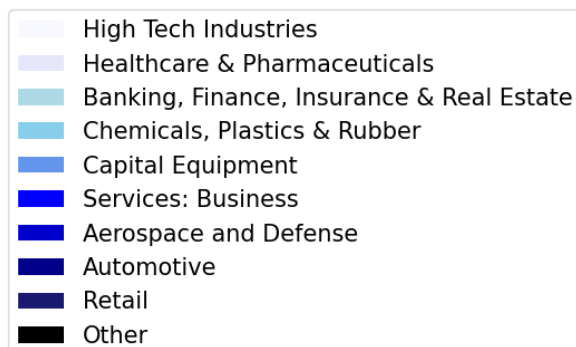 High Tech Industries
Healthcare & Pharmaceuticals
Banking, Finance, Insurance & Real Estate
Chemicals, Plastics & Rubber
Capital Equipment
Services: Business
Aerospace and Defense
Automotive
Retail
Other